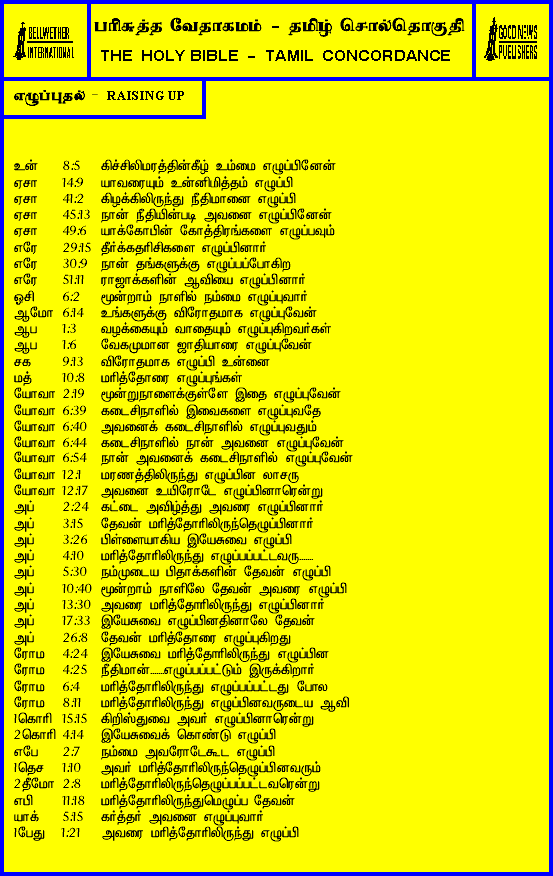 BELLWETHER
INTERNATIONAL
பரிசுத்த வேதாகமம் - தமிழ் சொல்தொகுதி
THE HOLY BIBLE - TAMIL CONCORDANCE
GOOD NEWS
PUBLISHERS
எழுப்புதல் - RAISING UP
உன் 8:5 கிச்சிலிமரத்தின்கீழ் உம்மை எழுப்பினேன்
ஏசா 14:9 யாவரையும் உன்னிமித்தம் எழுப்பி
ஏசா 41:2 கிழக்கிலிருந்து நீதிமானை எழுப்பி
ஏசா 45:13 நான் நீதியின்படி அவனை எழுப்பினேன்
ஏசா 49:6 யாக்கோபின் கோத்திரங்களை எழுப்பவும்
எரே 29:15 தீர்க்கதரிசிகளை எழுப்பினார்
எரே 30:9 நான் தங்களுக்கு எழுப்பப்போகிற
எரே 51:11 ராஜாக்களின் ஆவியை எழுப்பினார்
ஓசி 6:2 மூன்றாம் நாளில் நம்மை எழுப்புவார்
ஆமோ 6:14 உங்களுக்கு விரோதமாக எழுப்புவேன்
ஆப 1:3 வழக்கையும் வாதையும் எழுப்புகிறவர்கள்
ஆப 1:6 வேகமுமான ஜாதியாரை எழுப்புவேன்
சக 9:13 விரோதமாக எழுப்பி உன்னை
மத் 10:8 மரித்தோரை எழுப்புங்கள்
யோவா 2:19 மூன்றுநாளைக்குள்ளே இதை எழுப்புவேன்
யோவா 6:39 கடைசிநாளில் இவைகளை எழுப்புவதே
யோவா 6:40 அவனைக் கடைசிநாளில் எழுப்புவதும்
யோவா 6:44 கடைசிநாளில் நான் அவனை எழுப்புவேன்
யோவா 6:54 நான் அவனைக் கடைசிநாளில் எழுப்புவேன்
யோவா 12:1 மரணத்திலிருந்து எழுப்பின லாசரு
யோவா 12:17 அவனை உயிரோடே எழுப்பினாரென்று
அப் 2:24 கட்டை அவிழ்த்து அவரை எழுப்பினார்
அப் 3:15 தேவன் மரித்தோரிலிருந்தெழுப்பினார்
அப் 3:26 பிள்ளையாகிய இயேசுவை எழுப்பி
அப் 4:10 மரித்தோரிலிருந்து எழுப்பப்பட்டவரு.....
அப் 5:30 நம்முடைய பிதாக்களின் தேவன் எழுப்பி
அப் 10:40 மூன்றாம் நாளிலே தேவன் அவரை எழுப்பி
அப் 13:30 அவரை மரித்தோரிலிருந்து எழுப்பினார்
அப் 17:33 இயேசுவை எழுப்பினதினாலே தேவன்
அப் 26:8 தேவன் மரித்தோரை எழுப்புகிறது
ரோம 4:24 இயேசுவை மரித்தோரிலிருந்து எழுப்பின
ரோம 4:25 நீதிமான்.....எழுப்பப்பட்டும் இருக்கிறார்
ரோம 6:4 மரித்தோரிலிருந்து எழுப்பப்பட்டது போல
ரோம 8:11 மரித்தோரிலிருந்து எழுப்பினவருடைய ஆவி
1கொரி 15:15 கிறிஸ்துவை அவர் எழுப்பினாரென்று
2கொரி 4:14 இயேசுவைக் கொண்டு எழுப்பி
எபே 2:7 நம்மை அவரோடேகூட எழுப்பி
1தெச 1:10 அவர் மரித்தோரிலிருந்தெழுப்பினவரும்
2தீமோ 2:8 மரித்தோரிலிருந்தெழுப்பப்பட்டவரென்று
எபி 11:18 மரித்தோரிலிருந்துமெழுப்ப தேவன்
யாக் 5:15 கர்த்தர் அவனை எழுப்புவார்
1பேது 1:21 அவரை மரித்தோரிலிருந்து எழுப்பி